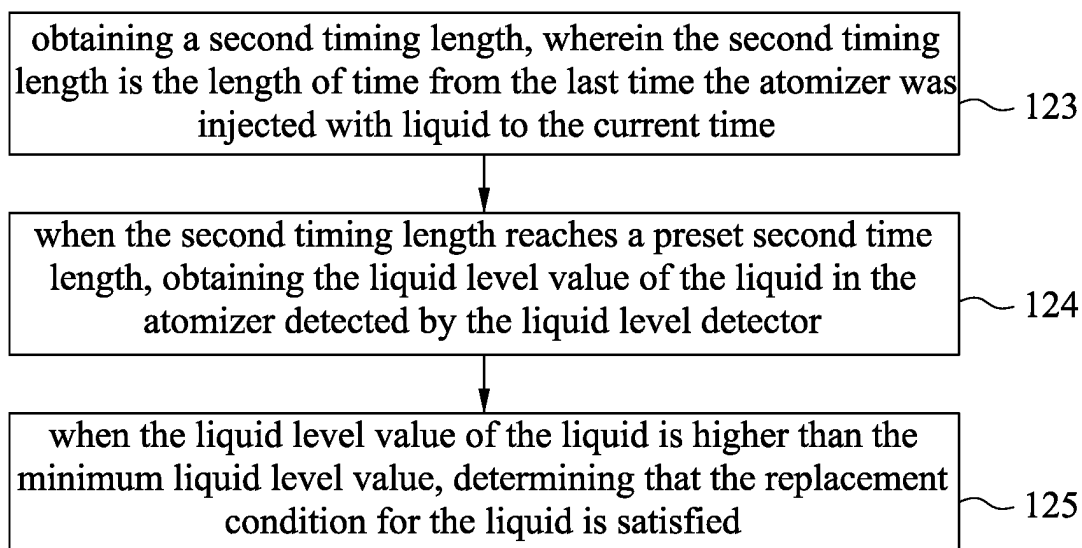 obtaining a second timing length, wherein the second timing
length is the length of time from the last time the atomizer was
injected with liquid to the current time
123
when the second timing length reaches a preset second time
length, obtaining the liquid level value of the liquid in the
atomizer detected by the liquid level detector
124
when the liquid level value of the liquid is higher than the
minimum liquid level value, determining that the replacement
condition for the liquid is satisfied
125